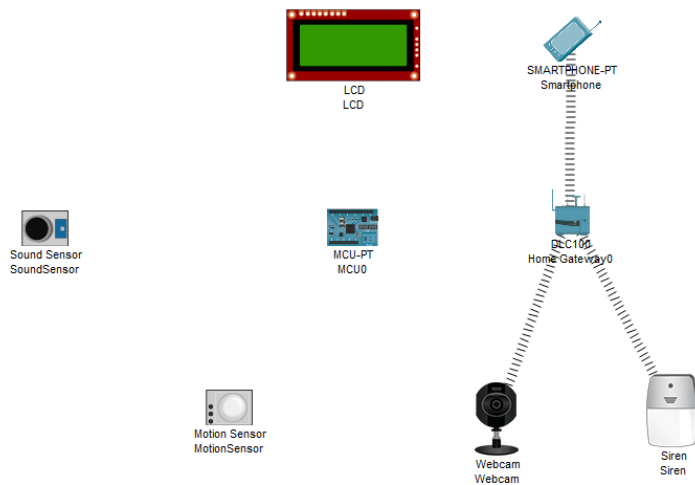 LCD
LCD
SMARTPHONE-PT
Smartphone
Sound Sensor
SoundSensor
MCU-PT
MCU0
DLC100
Home Gateway0
Motion Sensor
MotionSensor
Webcam
Webcam
Siren
Siren